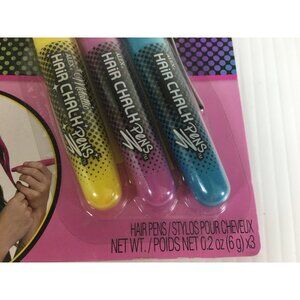 Metallic
HAIR CHALK
PENS
HAIR CHALK
PENS
HAIR CHALK
PENS
HAIR PENS / STYLOS POUR CHEVEUX
NET WT. / POIDS NET 0.2 oz (6 g) x3